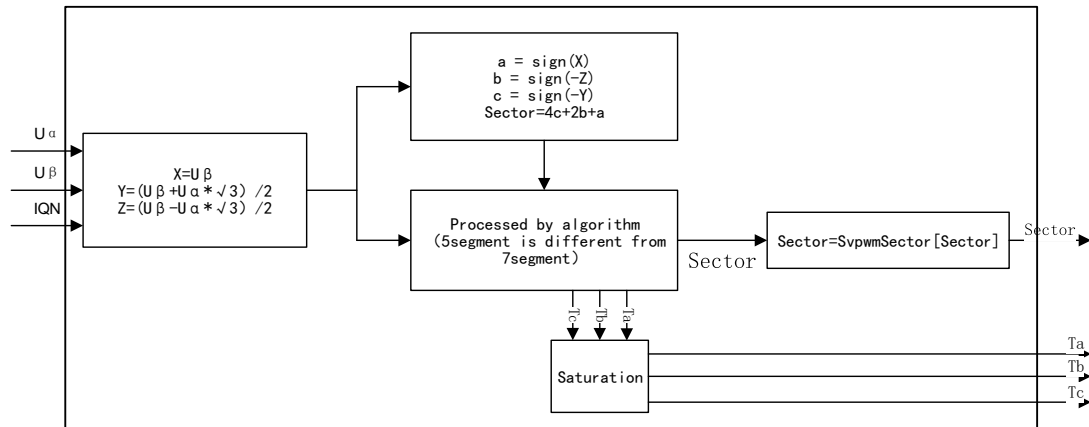 a = sign(X)
b = sign(-Z)
c = sign(-Y)
Sector=4c+2b+a
Uα
Uβ
IQN
X=Uβ
Y=(Uβ+Uα*√3) /2
Z=(Uβ-Uα*√3) /2
Processed by algorithm
(5segment is different from
7segment)
Sector
Sector=SvpwmSector[Sector]
Sector
Tc
Tb
Ta
Saturation
Ta
Tb
Tc